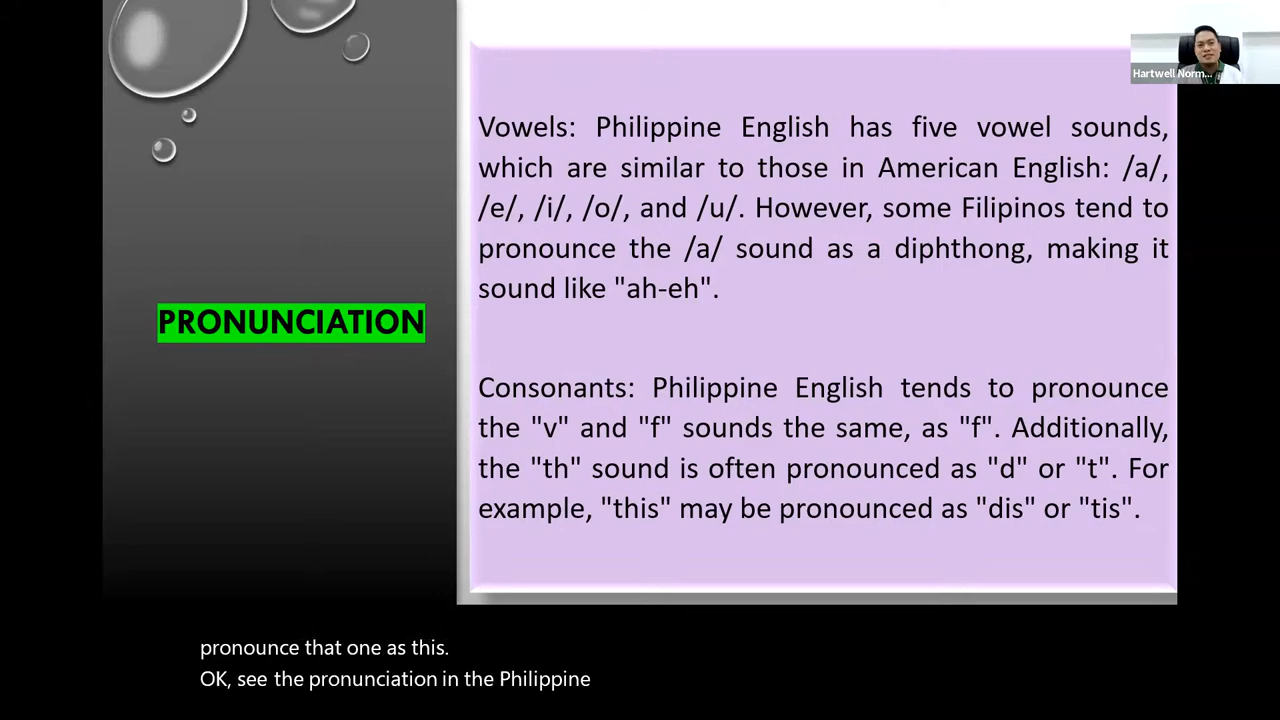 Hartwell Norm...
Vowels: Philippine English has five vowel sounds,
which are similar to those in American English: /a/,
/e/, /i/, /o/, and /u/. However, some Filipinos tend to
pronounce the /a/ sound as a diphthong, making it
sound like "ah-eh".
PRONUNCIATION
Consonants: Philippine English tends to pronounce
the "v" and "f" sounds the same, as "f". Additionally,
the "th" sound is often pronounced as "d" or "t". For
example, "this" may be pronounced as "dis" or "tis".
pronounce that one as this.
OK, see the pronunciation in the Philippine